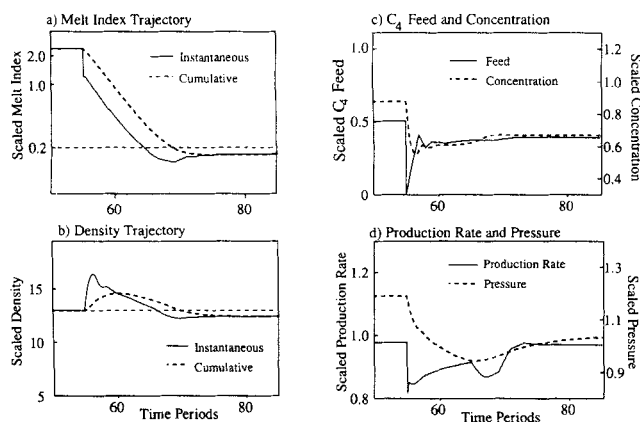 a) Melt Index Trajectory
Scaled Melt Index
2.0
1.0
0.2
Instantaneous
Cumulative
60
80
b) Density Trajectory
Scaled Density
15
13
5
Instantaneous
Cumulative
60
80
Time Periods
c) C4 Feed and Concentration
Scaled C4 Feed
1.0
0.5
0
Feed
Concentration
1.2
1.0
0.8
0.6
0.4
Scaled Concentration
60
80
d) Production Rate and Pressure
Scaled Production Rate
1.2
1.0
0.8
Production Rate
Pressure
1.3
1.1
0.9
Scaled Pressure
60
80
Time Periods